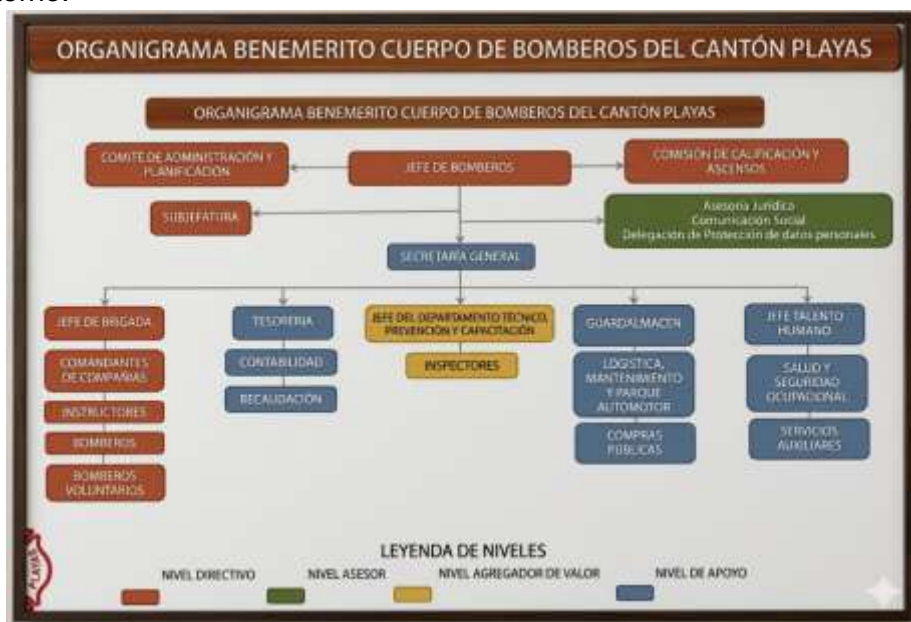 ORGANIGRAMA BENEMERITO CUERPO DE BOMBEROS DEL CANTÓN PLAYAS
ORGANIGRAMA BENEMERITO CUERPO DE BOMBEROS DEL CANTÓN PLAYAS
COMITÉ DE ADMINISTRACIÓN Y
PLANIFICACIÓN
JEFE DE BOMBEROS
COMISIÓN DE CALIFICACIÓN Y
ASCENSOS
SUBJEFATURA
Asesoría Jurídica
Comunicación Social
Delegación de Protección de datos personales
SECRETARÍA GENERAL
JEFE DE BRIGADA
COMANDANTES
DE COMPAÑIAS
INSTRUCTORES
BOMBEROS
BOMBEROS
VOLUNTARIOS
TESORERIA
CONTABILIDAD
RECAUDACIÓN
JEFE DEL DEPARTAMENTO TÉCNICO,
PREVENCIÓN Y CAPACITACIÓN
INSPECTORES
GUARDALMACEN
LOGISTICA,
MANTENIMIENTO
Y PARQUE
AUTOMOTOR
COMPRAS
PÚBLICAS
JEFE TALENTO
HUMANO
SALUD Y
SEGURIDAD
OCUPACIONAL
SERVICIOS
AUXILIARES
LEYENDA DE NIVELES
NIVEL DIRECTIVO
NIVEL ASESOR
NIVEL AGREGADOR DE VALOR
NIVEL DE APOYO
PLAYAS